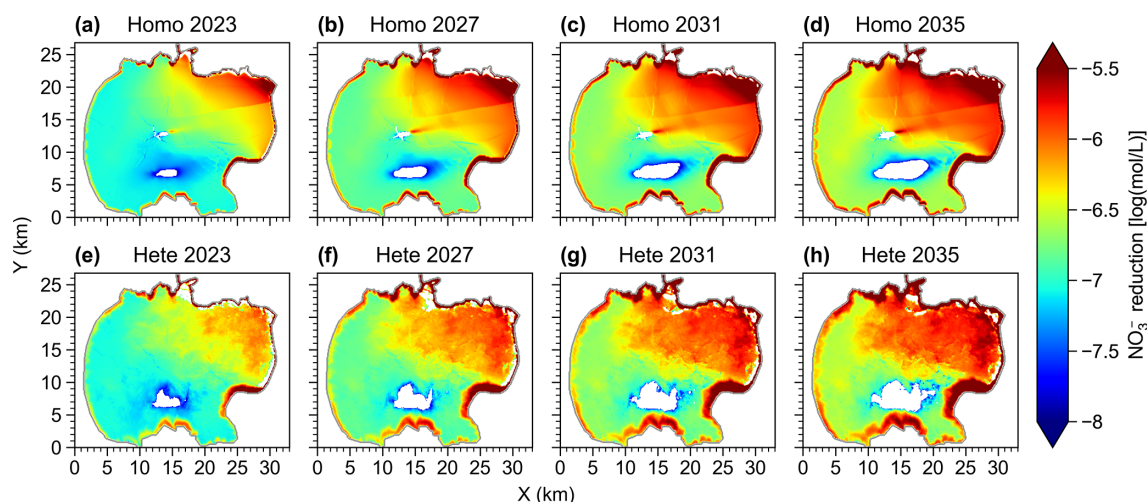 (a) Homo 2023
(b) Homo 2027
(c) Homo 2031
(d) Homo 2035
25
20
15
10
5
0
(e) Hete 2023
(f) Hete 2027
(g) Hete 2031
(h) Hete 2035
25
20
15
10
5
0
0 5 10 15 20 25 30
0 5 10 15 20 25 30
0 5 10 15 20 25 30
0 5 10 15 20 25 30
Y (km)
X (km)
−5.5
−6
−6.5
−7
−7.5
−8
NO₃⁻ reduction [log(mol/L)]